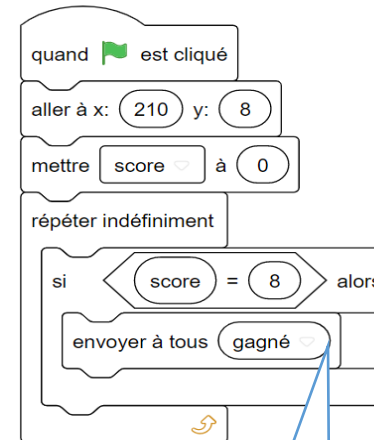 quand est cliqué
aller à x: 210 y: 8
mettre score à 0
répéter indéfiniment
si score = 8 alors
envoyer à tous gagné